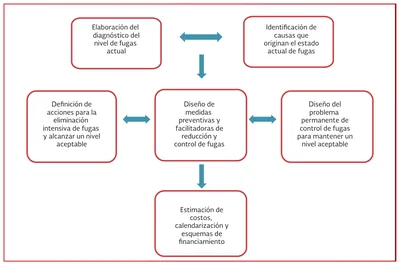 Elaboración del
diagnóstico del
nivel de fugas
actual
Identificación de
causas que
originan el estado
actual de fugas
Definición de
acciones para la
eliminación
intensiva de fugas
y alcanzar un nivel
aceptable
Diseño de
medidas
preventivas y
facilitadoras de
reducción y
control de fugas
Diseño del
problema
permanente de
control de fugas
para mantener un
nivel aceptable
Estimación de
costos,
calendarización y
esquemas de
financiamiento